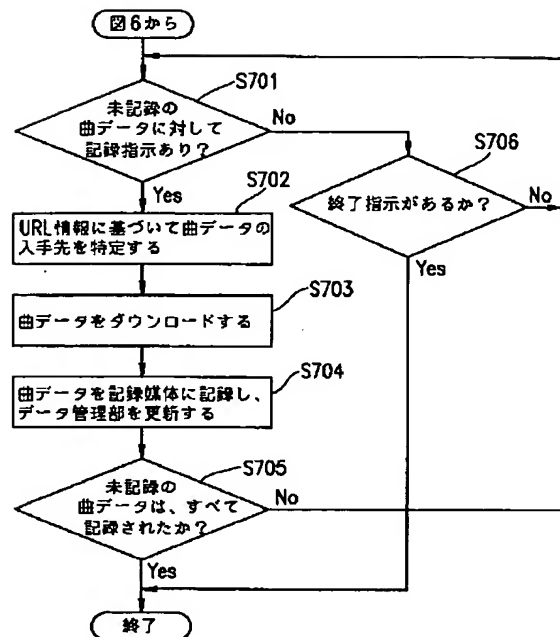 図6から
S701
未記録の
曲データに対して
記録指示あり?
No
S706
Yes
S702
終了指示があるか?
No
URL情報に基づいて曲データの
入手先を特定する
Yes
S703
曲データをダウンロードする
S704
曲データを記録媒体に記録し、
データ管理部を更新する
S705
未記録の
曲データは、すべて
記録されたか?
No
Yes
終了